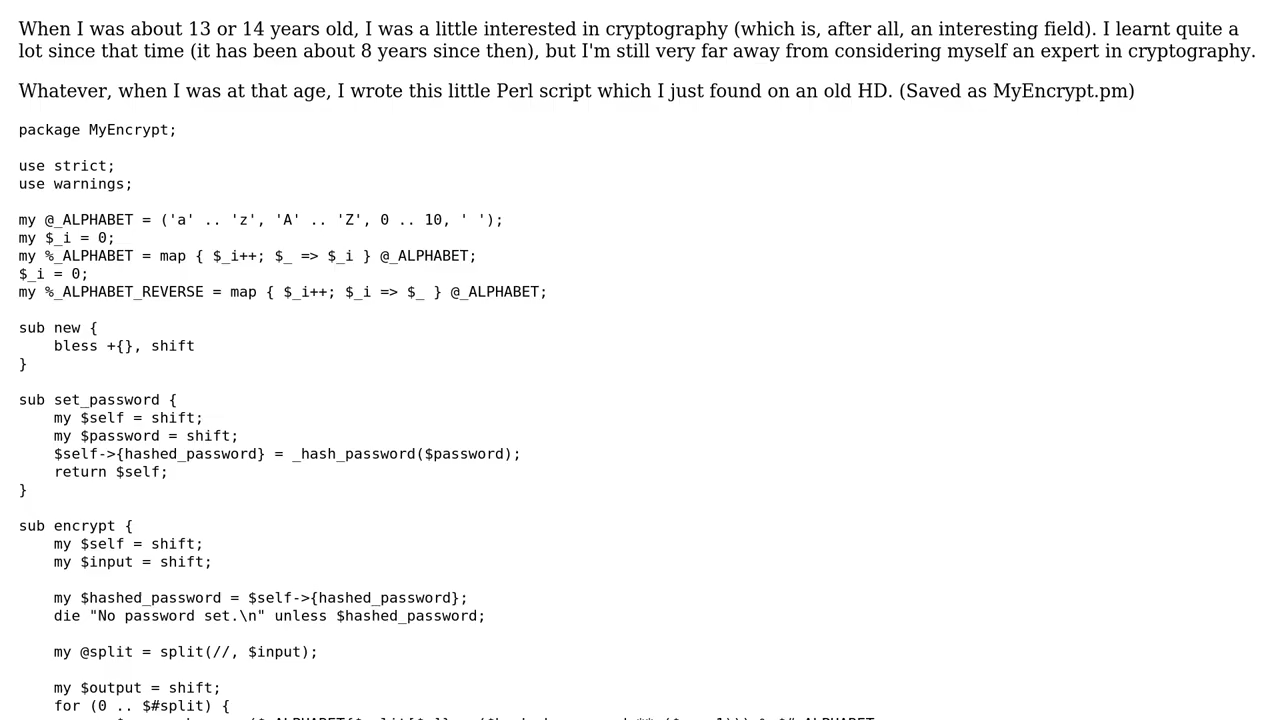 When I was about 13 or 14 years old, I was a little interested in cryptography (which is, after all, an interesting field). I learnt quite a
lot since that time (it has been about 8 years since then), but I'm still very far away from considering myself an expert in cryptography.
Whatever, when I was at that age, I wrote this little Perl script which I just found on an old HD. (Saved as MyEncrypt.pm)
package MyEncrypt;
use strict;
use warnings;
my @_ALPHABET = ('a' .. 'z', 'A' .. 'Z', 0 .. 10, ' ');
my $_i = 0;
my %_ALPHABET = map { $_i++; $_ => $_i } @_ALPHABET;
$_i = 0;
my %_ALPHABET_REVERSE = map { $_i++; $_i => $_ } @_ALPHABET;
sub new {
    bless +{}, shift
}
sub set_password {
    my $self = shift;
    my $password = shift;
    $self->{hashed_password} = _hash_password($password);
    return $self;
}
sub encrypt {
    my $self = shift;
    my $input = shift;
    my $hashed_password = $self->{hashed_password};
    die "No password set.\n" unless $hashed_password;
    my @split = split(//, $input);
    my $output = shift;
    for (0 .. $#split) {